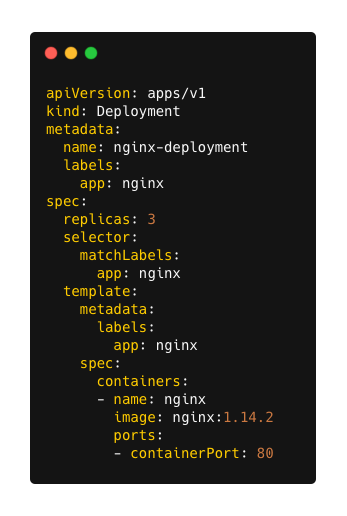 apiVersion: apps/v1
kind: Deployment
metadata:
  name: nginx-deployment
  labels:
    app: nginx
spec:
  replicas: 3
  selector:
    matchLabels:
      app: nginx
  template:
    metadata:
      labels:
        app: nginx
    spec:
      containers:
      - name: nginx
        image: nginx:1.14.2
        ports:
        - containerPort: 80